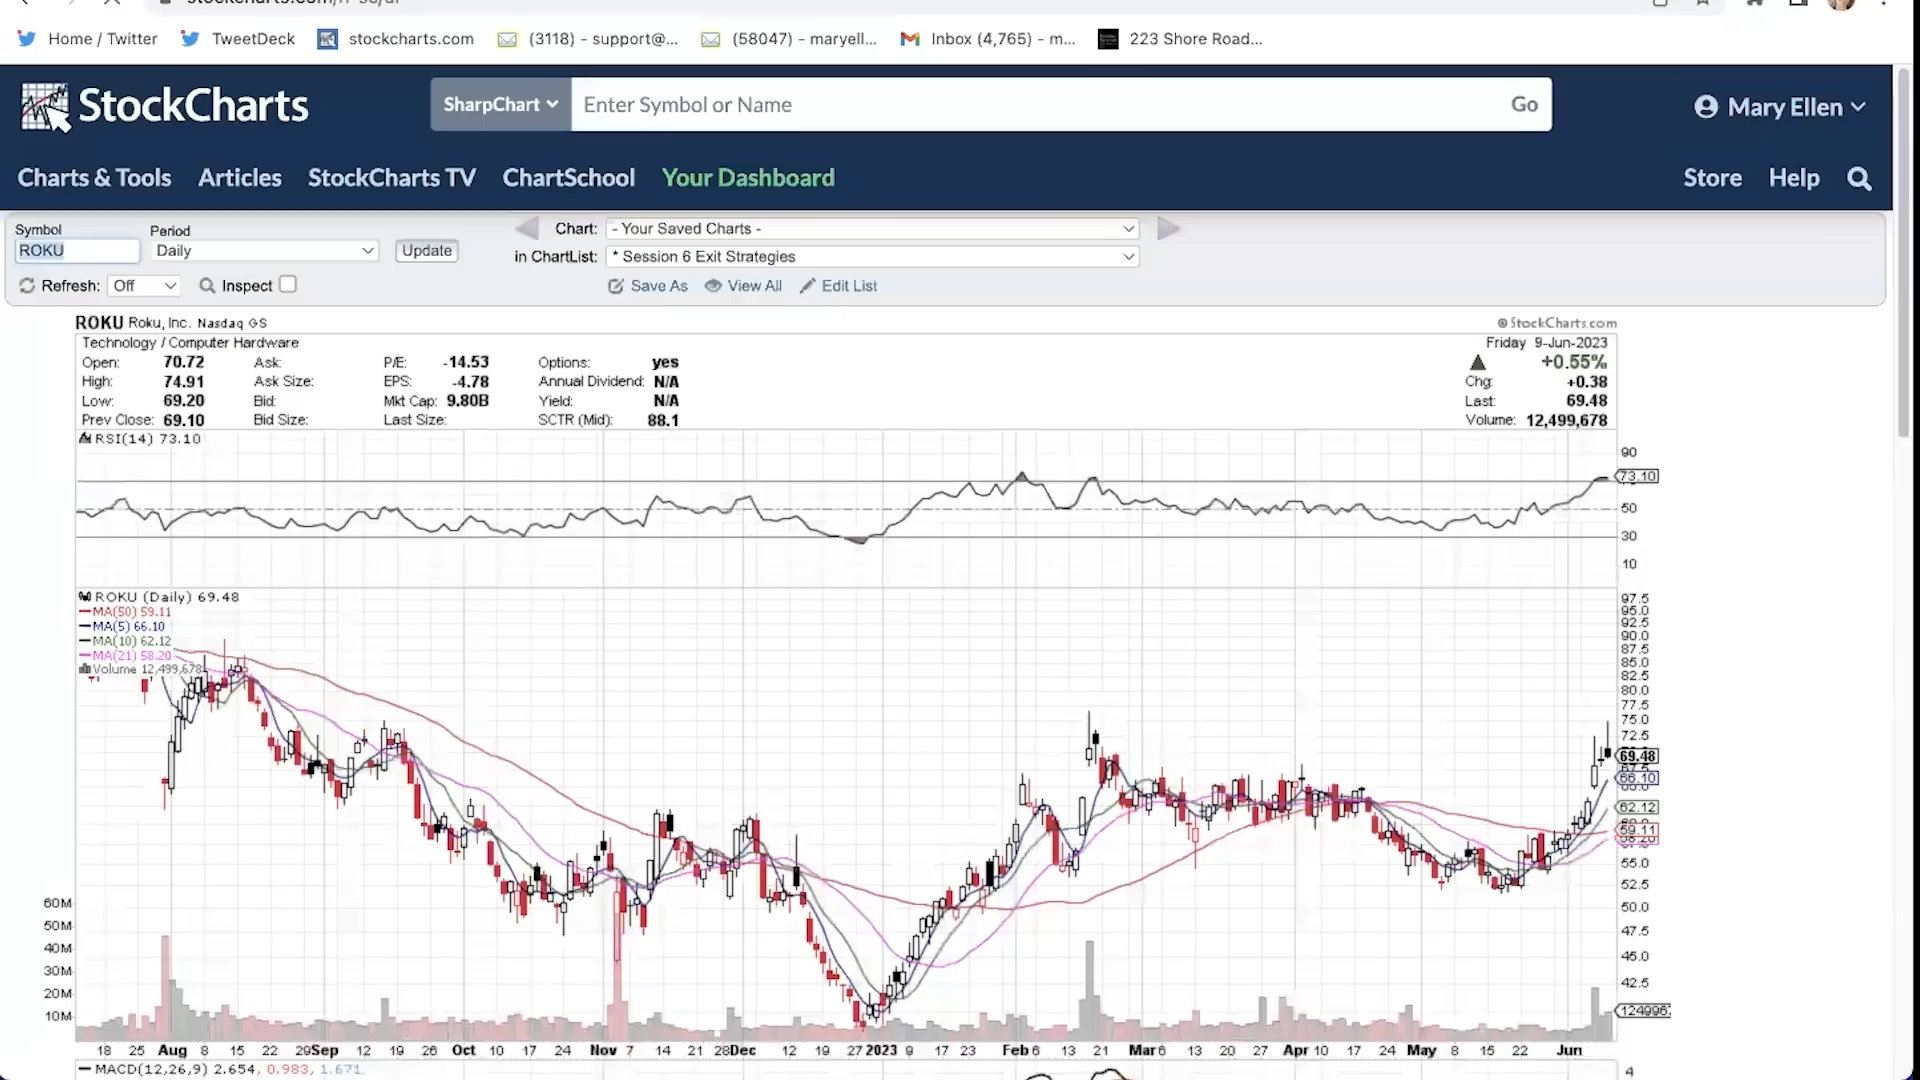 Home / Twitter TweetDeck stockcharts.com (3118) - support@... (58047) - maryell... Inbox (4,765) - m... 223 Shore Road...
StockCharts SharpChart Enter Symbol or Name Go Mary Ellen
Charts & Tools Articles StockCharts TV ChartSchool Your Dashboard Store Help
Symbol Period Chart: - Your Saved Charts -
ROKU Daily Update in ChartList: * Session 6 Exit Strategies
Refresh: Off Inspect Save As View All Edit List
ROKU Roku, Inc. Nasdaq GS © StockCharts.com
Technology / Computer Hardware Friday 9-Jun-2023
Open: 70.72 Ask: P/E: -14.53 Options: yes +0.55%
High: 74.91 Ask Size: EPS: -4.78 Annual Dividend: N/A Chg: +0.38
Low: 69.20 Bid: Mkt Cap: 9.80B Yield: N/A Last: 69.48
Prev Close: 69.10 Bid Size: Last Size: SCTR (Mid): 88.1 Volume: 12,499,678
RSI(14) 73.10
90
73.10
50
30
10
ROKU (Daily) 69.48
MA(50) 59.11
MA(5) 66.10
MA(10) 62.12
MA(21) 58.20
Volume 12,499,678
97.5
95.0
92.5
90.0
87.5
85.0
82.5
80.0
77.5
75.0
72.5
69.48
66.10
62.12
59.11
55.0
52.5
50.0
47.5
45.0
42.5
124996
60M
50M
40M
30M
20M
10M
18 25 Aug 8 15 22 29 Sep 12 19 26 Oct 10 17 24 Nov 7 14 21 28 Dec 12 19 27 2023 9 17 23 Feb 6 13 21 Mar 6 13 20 27 Apr 10 17 24 May 8 15 22 Jun
MACD(12,26,9) 2.654, 0.983, 1.671
4